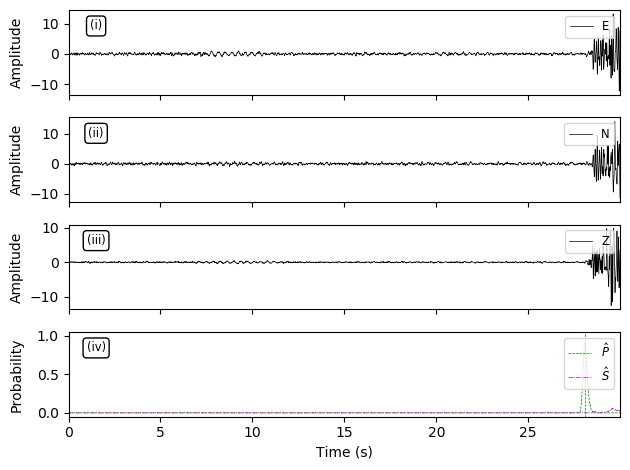 (i)
E
Amplitude
10
0
−10
(ii)
N
Amplitude
10
0
−10
(iii)
Z
Amplitude
10
0
−10
(iv)
P̂
Ŝ
Probability
1.0
0.5
0.0
0 5 10 15 20 25
Time (s)